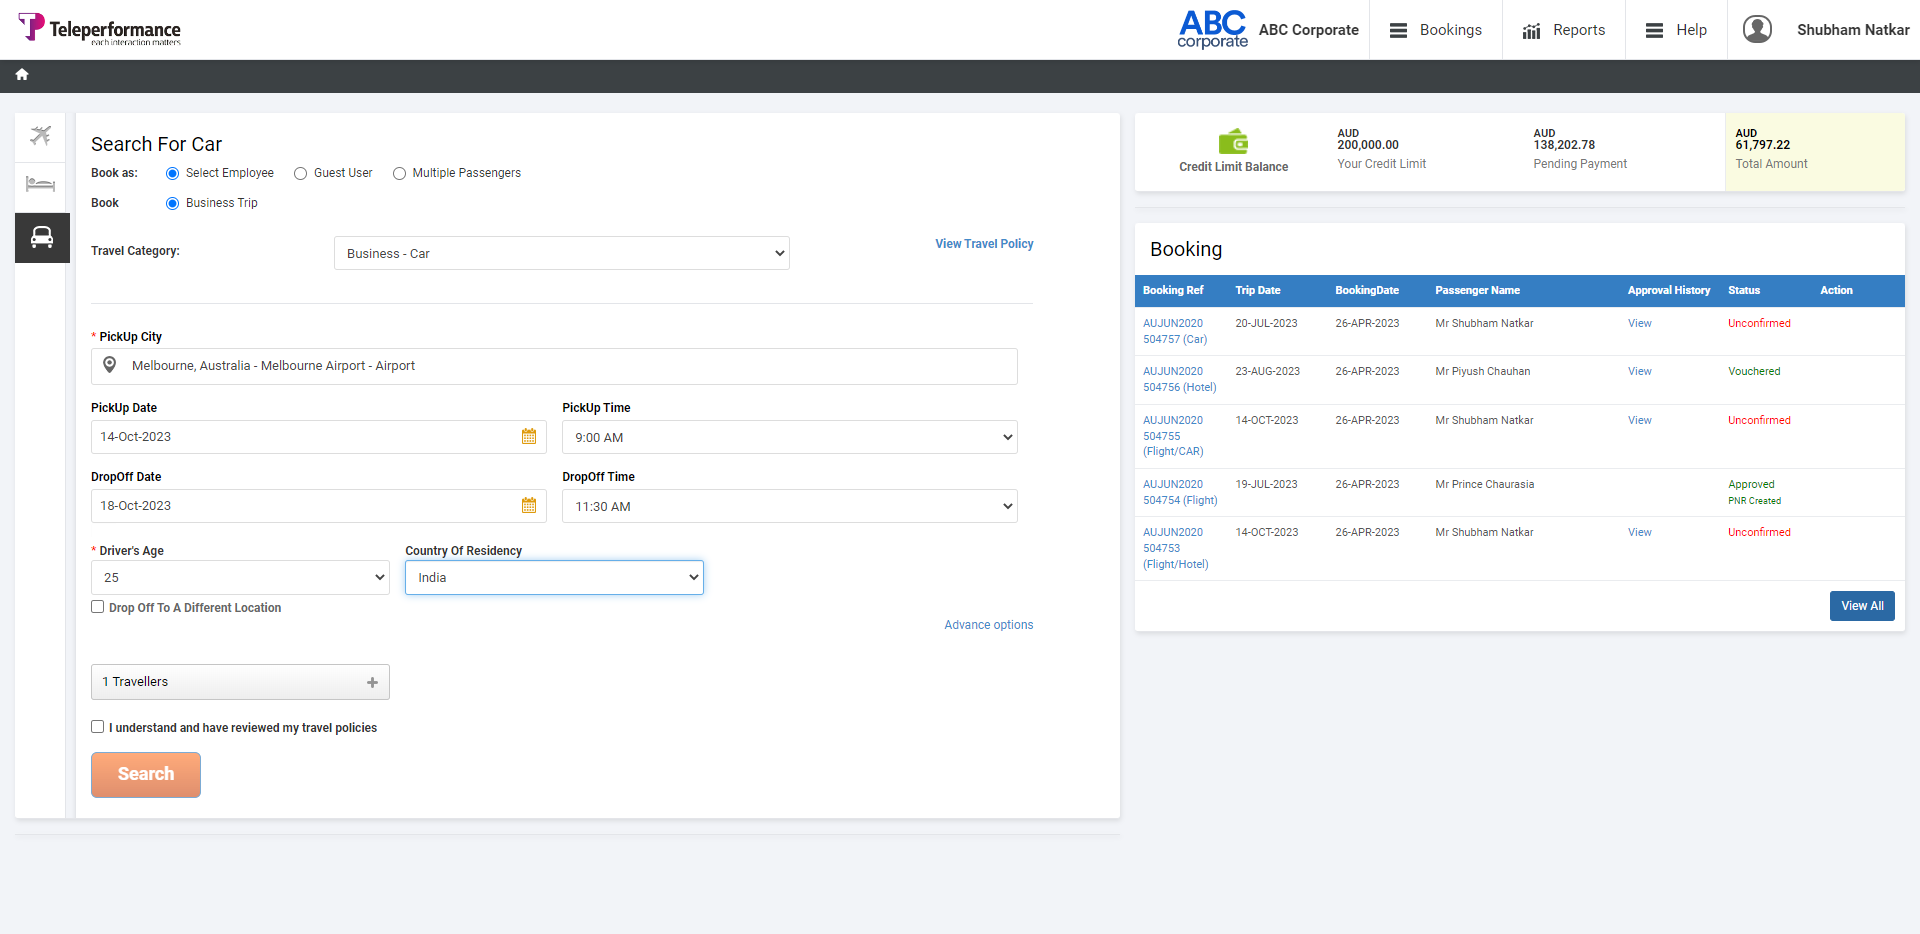 Teleperformance
each interaction matters
ABC
corporate
ABC Corporate
Bookings
Reports
Help
Shubham Natkar
Search For Car
Book as: Select Employee Guest User Multiple Passengers
Book Business Trip
Travel Category: Business - Car View Travel Policy
* PickUp City
Melbourne, Australia - Melbourne Airport - Airport
PickUp Date PickUp Time
14-Oct-2023 9:00 AM
DropOff Date DropOff Time
18-Oct-2023 11:30 AM
* Driver's Age Country Of Residency
25 India
Drop Off To A Different Location
Advance options
1 Travellers
I understand and have reviewed my travel policies
Search
Credit Limit Balance
AUD
200,000.00
Your Credit Limit
AUD
138,202.78
Pending Payment
AUD
61,797.22
Total Amount
Booking
Booking Ref Trip Date BookingDate Passenger Name Approval History Status Action
AUJUN2020 20-JUL-2023 26-APR-2023 Mr Shubham Natkar View Unconfirmed
504757 (Car)
AUJUN2020 23-AUG-2023 26-APR-2023 Mr Piyush Chauhan View Vouchered
504756 (Hotel)
AUJUN2020 14-OCT-2023 26-APR-2023 Mr Shubham Natkar View Unconfirmed
504755
(Flight/CAR)
AUJUN2020 19-JUL-2023 26-APR-2023 Mr Prince Chaurasia Approved
504754 (Flight) PNR Created
AUJUN2020 14-OCT-2023 26-APR-2023 Mr Shubham Natkar View Unconfirmed
504753
(Flight/Hotel)
View All